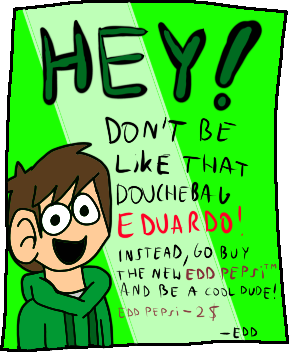 HEY!
DON'T BE
LiKE THAT
DOUCHEBAG
EDUARDO!
INSTEAD, GO BUY
THE NEW EDD PEPSI™
AND BE A COOL DUDE!
EDD PEPSI - 2$
-EDD